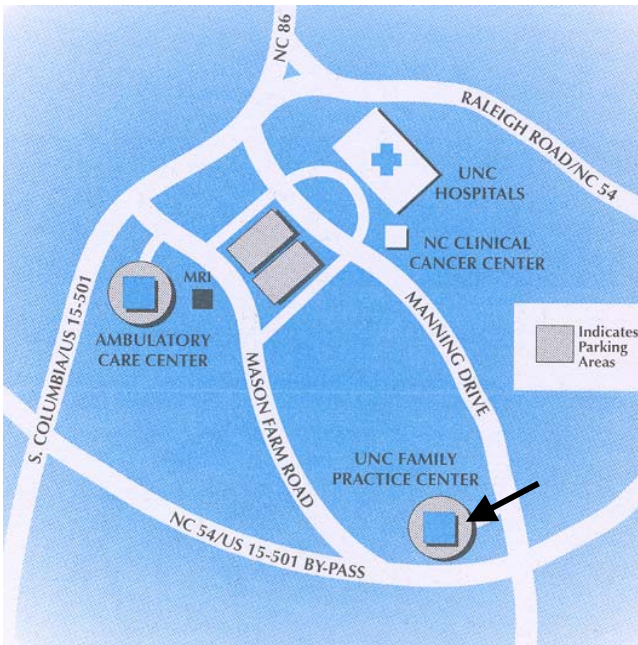 NC 86
RALEIGH ROAD/NC 54
UNC
HOSPITALS
NC CLINICAL
CANCER CENTER
MRI
AMBULATORY
CARE CENTER
S. COLUMBIA/US 15-501
MASON FARM ROAD
MANNING DRIVE
Indicates
Parking
Areas
UNC FAMILY
PRACTICE CENTER
NC 54/US 15-501 BY-PASS